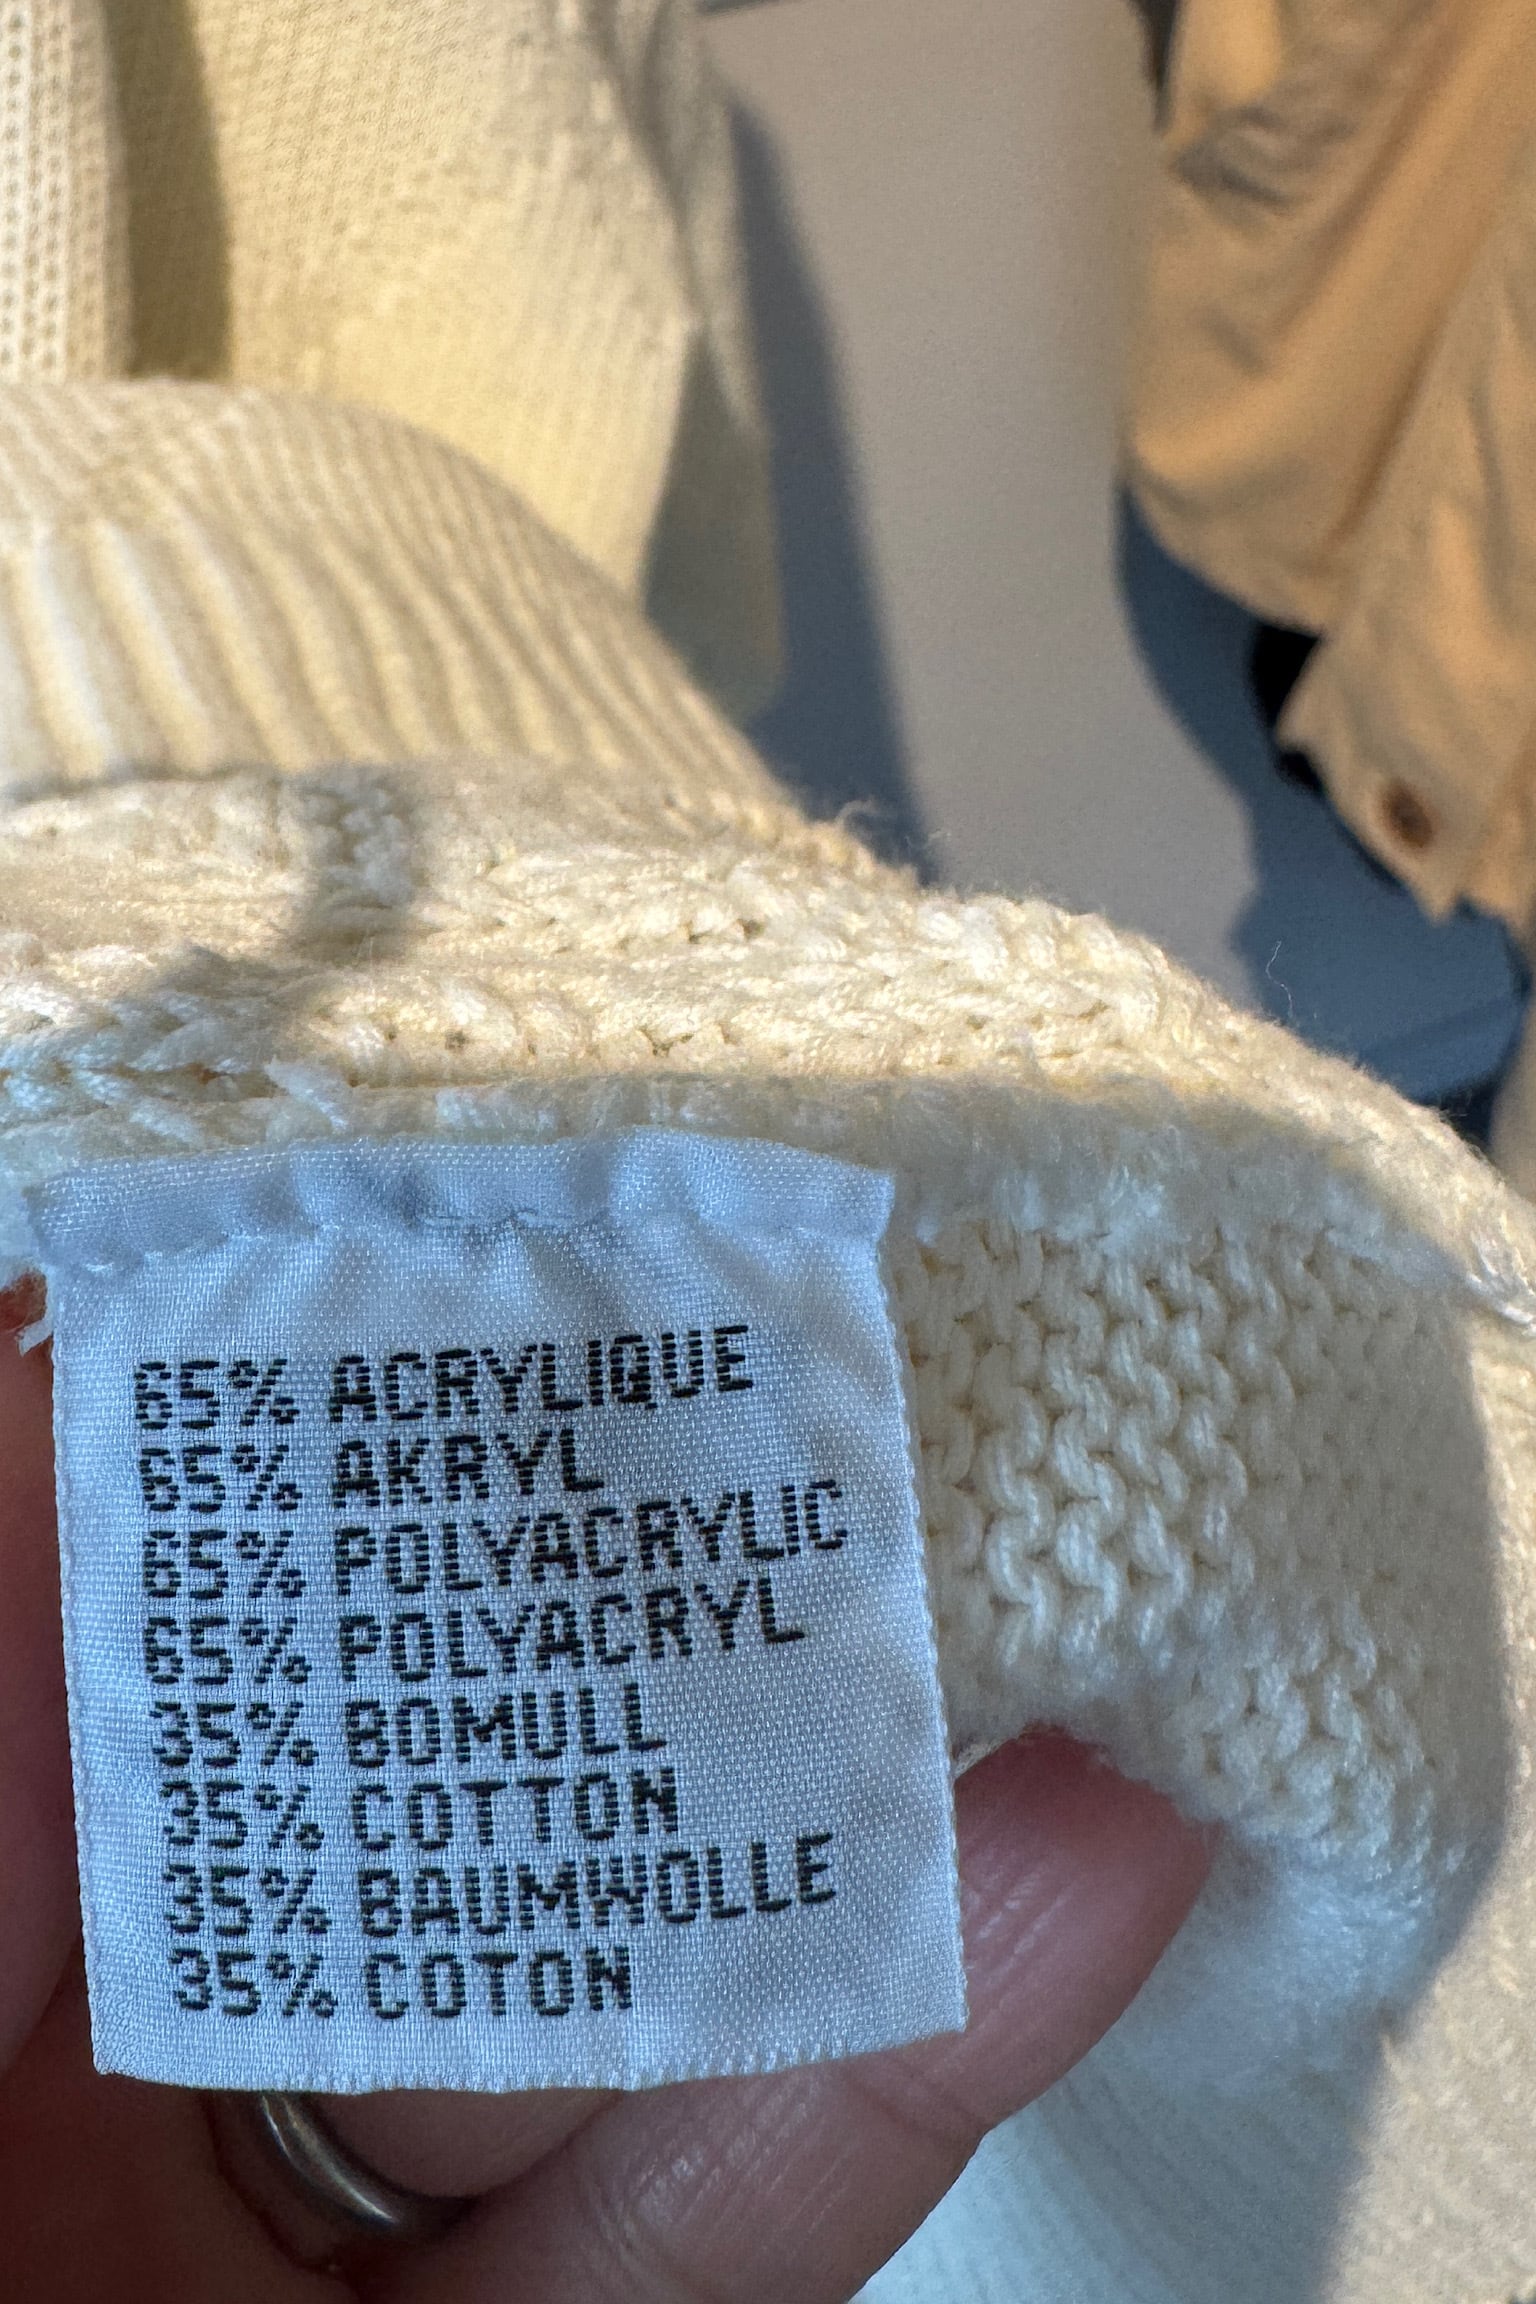 65% ACRYLIQUE
65% AKRYL
65% POLYACRYLIC
65% POLYACRYL
35% BOMULL
35% COTTON
35% BAUMWOLLE
35% COTON